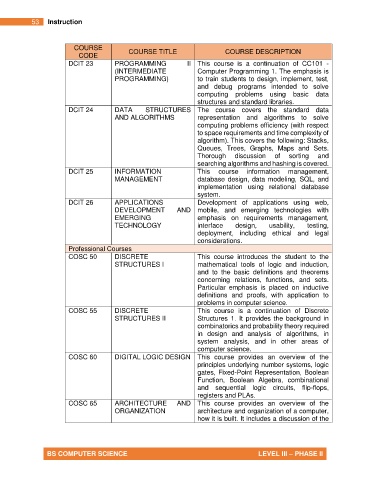 53 Instruction
COURSE CODE COURSE TITLE COURSE DESCRIPTION
DCIT 23 PROGRAMMING II This course is a continuation of CC101 -
(INTERMEDIATE Computer Programming 1. The emphasis is
PROGRAMMING) to train students to design, implement, test,
and debug programs intended to solve
computing problems using basic data
structures and standard libraries.
DCIT 24 DATA STRUCTURES The course covers the standard data
AND ALGORITHMS representation and algorithms to solve
computing problems efficiency (with respect
to space requirements and time complexity of
algorithm). This covers the following: Stacks,
Queues, Trees, Graphs, Maps and Sets.
Thorough discussion of sorting and
searching algorithms and hashing is covered.
DCIT 25 INFORMATION This course information management,
MANAGEMENT database design, data modeling, SQL, and
implementation using relational database
system.
DCIT 26 APPLICATIONS Development of applications using web,
DEVELOPMENT AND mobile, and emerging technologies with
EMERGING emphasis on requirements management,
TECHNOLOGY interface design, usability, testing,
deployment, including ethical and legal
considerations.
Professional Courses
COSC 50 DISCRETE This course introduces the student to the
STRUCTURES I mathematical tools of logic and induction,
and to the basic definitions and theorems
concerning relations, functions, and sets.
Particular emphasis is placed on inductive
definitions and proofs, with application to
problems in computer science.
COSC 55 DISCRETE This course is a continuation of Discrete
STRUCTURES II Structures 1. It provides the background in
combinatorics and probability theory required
in design and analysis of algorithms, in
system analysis, and in other areas of
computer science.
COSC 60 DIGITAL LOGIC DESIGN This course provides an overview of the
principles underlying number systems, logic
gates, Fixed-Point Representation, Boolean
Function, Boolean Algebra, combinational
and sequential logic circuits, flip-flops,
registers and PLAs.
COSC 65 ARCHITECTURE AND This course provides an overview of the
ORGANIZATION architecture and organization of a computer,
how it is built. It includes a discussion of the
BS COMPUTER SCIENCE LEVEL III – PHASE II